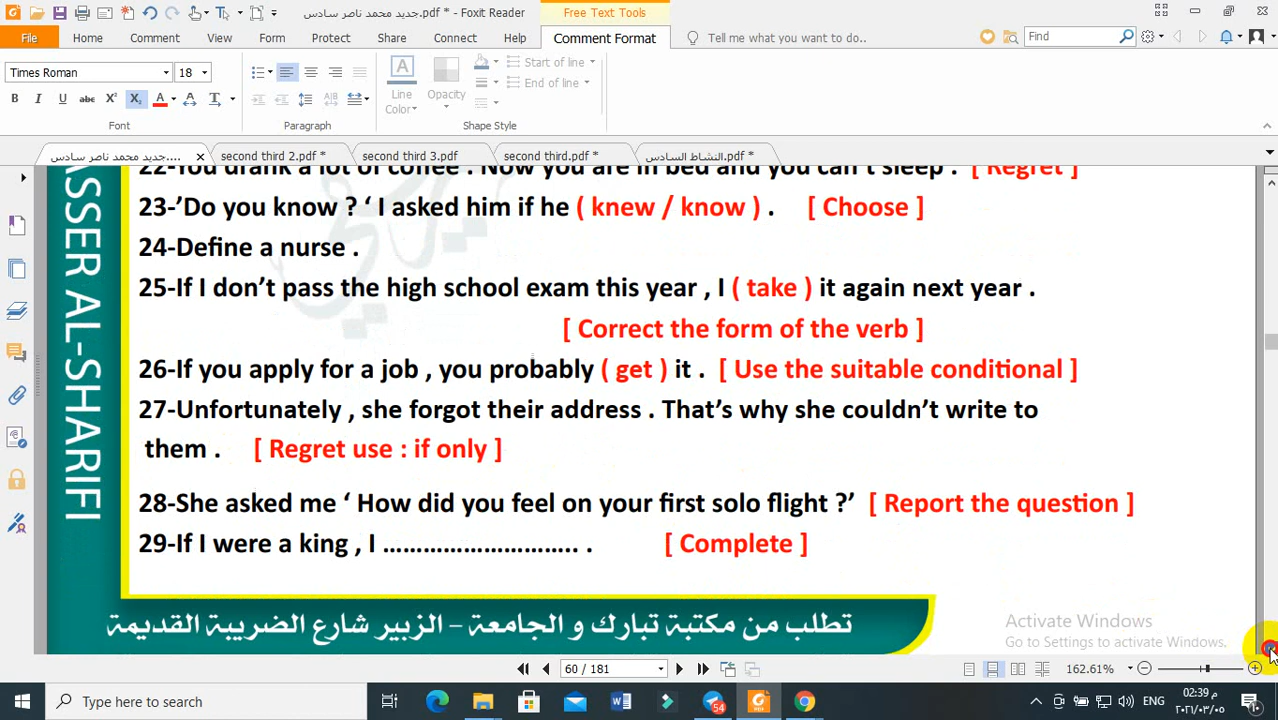 جديد محمد ناصر سادس.pdf * - Foxit Reader
Free Text Tools
File Home Comment View Form Protect Share Connect Help Comment Format Tell me what you want to do.. Find
Times Roman 18
Start of line
End of line
Line Color
Opacity
Font Paragraph Shape Style
جديد محمد ناصر سادس.... second third 2.pdf * second third 3.pdf second third.pdf * النشاط السادس.pdf *
22-You drank a lot of coffee . Now you are in bed and you can't sleep . [ Regret ]
23-’Do you know ? ‘ I asked him if he ( knew / know ) . [ Choose ]
24-Define a nurse .
25-If I don’t pass the high school exam this year , I ( take ) it again next year .
[ Correct the form of the verb ]
26-If you apply for a job , you probably ( get ) it . [ Use the suitable conditional ]
27-Unfortunately , she forgot their address . That’s why she couldn’t write to
them . [ Regret use : if only ]
28-She asked me ‘ How did you feel on your first solo flight ?’ [ Report the question ]
29-If I were a king , I ……………………….. . [ Complete ]
ASSER AL-SHARIFI
تطلب من مكتبة تبارك و الجامعة – الزبير شارع الضريبة القديمة
Activate Windows
Go to Settings to activate Windows.
60 / 181
162.61%
Type here to search
54
ENG
02:39 م
٢٠٢١/٠٣/٠٥